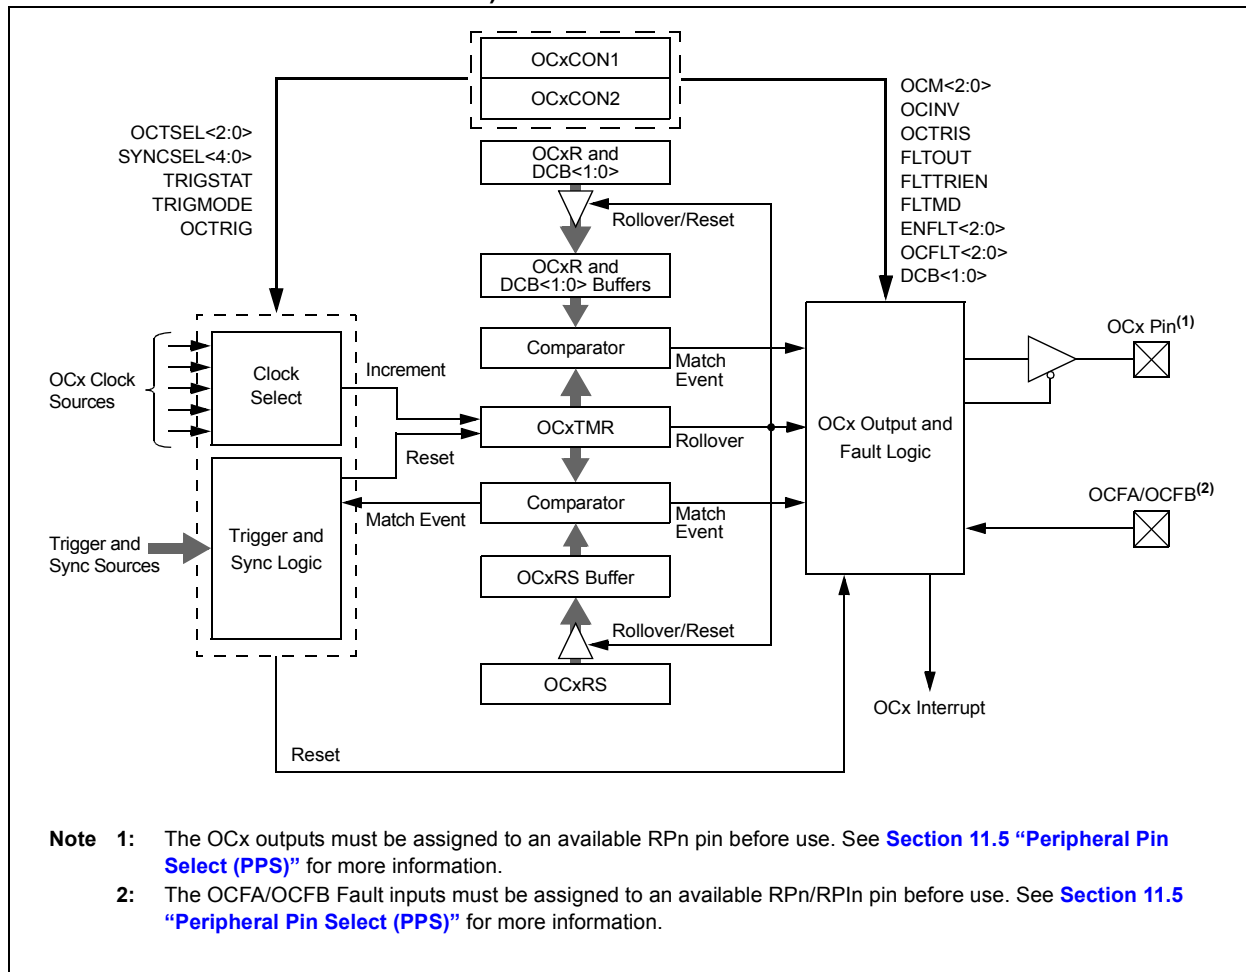 OCxCON1
OCxCON2
OCTSEL<2:0>
SYNCSEL<4:0>
TRIGSTAT
TRIGMODE
OCTRIG
OCM<2:0>
OCINV
OCTRIS
FLTOUT
FLTTRIEN
FLTMD
ENFLT<2:0>
OCFLT<2:0>
DCB<1:0>
OCxR and
DCB<1:0>
Rollover/Reset
OCxR and
DCB<1:0> Buffers
Comparator
Match
Event
OCx Clock
Sources
Clock
Select
Increment
OCxTMR
Rollover
Reset
Comparator
Match Event
Match
Event
Trigger and
Sync Sources
Trigger and
Sync Logic
OCxRS Buffer
Rollover/Reset
OCxRS
OCx Output and
Fault Logic
OCx Pin(1)
OCFA/OCFB(2)
OCx Interrupt
Reset
Note 1: The OCx outputs must be assigned to an available RPn pin before use. See Section 11.5 “Peripheral Pin
Select (PPS)” for more information.
2: The OCFA/OCFB Fault inputs must be assigned to an available RPn/RPIn pin before use. See Section 11.5
“Peripheral Pin Select (PPS)” for more information.